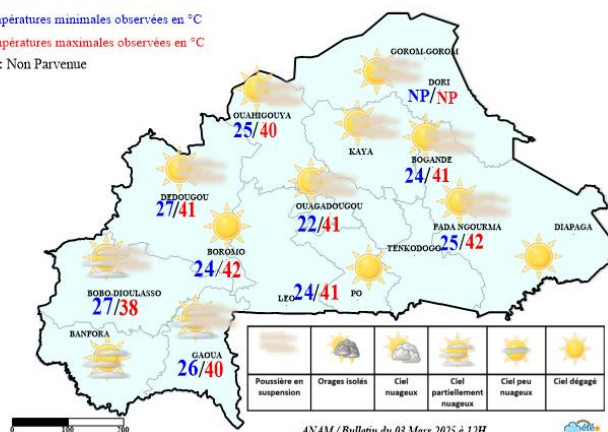 mpératures minimales observées en °C
mpératures maximales observées en °C
: Non Parvenue
GOROM-GOROM
DORI
NP/NP
OUAHIGOUYA
25/40
KAYA
BOGANDE
24/41
DEDOUGOU
27/41
OUAGADOUGOU
22/41
FADA NGOURMA
25/42
DIAPAGA
BOROMO
24/42
TENKODOGO
LEO
24/41
PO
BOBO-DIOULASSO
27/38
BANFORA
GAOUA
26/40
Poussière en suspension
Orages isolés
Ciel nuageux
Ciel partiellement nuageux
Ciel peu nuageux
Ciel dégagé
0 100 200
ANAM / Bulletin du 03 Mars 2025 à 12H